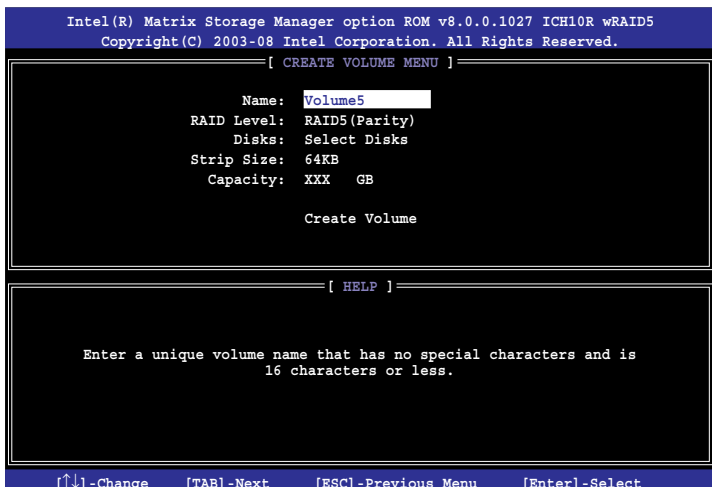 Intel(R) Matrix Storage Manager option ROM v8.0.0.1027 ICH10R wRAID5
Copyright(C) 2003-08 Intel Corporation. All Rights Reserved.
[ CREATE VOLUME MENU ]
Name: Volume5
RAID Level: RAID5(Parity)
Disks: Select Disks
Strip Size: 64KB
Capacity: XXX GB
Create Volume
[ HELP ]
Enter a unique volume name that has no special characters and is
16 characters or less.
[↑↓]-Change [TAB]-Next [ESC]-Previous Menu [Enter]-Select